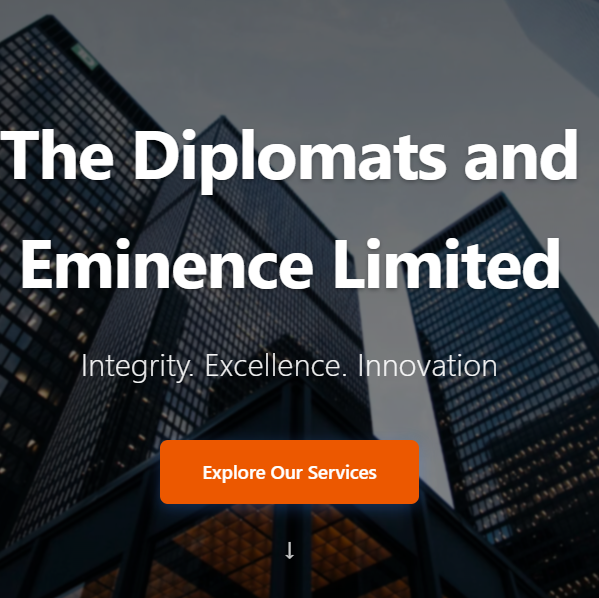 The Diplomats and
Eminence Limited
Integrity. Excellence. Innovation
Explore Our Services
↓